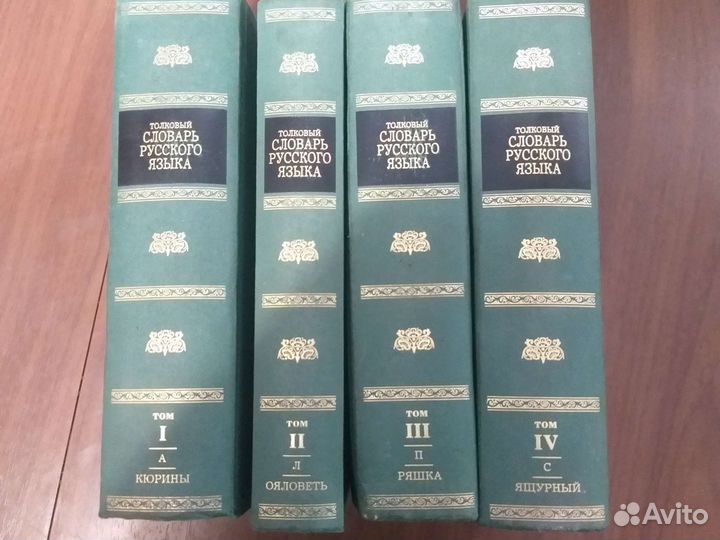 ТОЛКОВЫЙ
СЛОВАРЬ
РУССКОГО
ЯЗЫКА
ТОМ
I
А
КЮРИНЫ
ТОЛКОВЫЙ
СЛОВАРЬ
РУССКОГО
ЯЗЫКА
ТОМ
II
Л
ОЯЛОВЕТЬ
ТОЛКОВЫЙ
СЛОВАРЬ
РУССКОГО
ЯЗЫКА
ТОМ
III
П
РЯШКА
ТОЛКОВЫЙ
СЛОВАРЬ
РУССКОГО
ЯЗЫКА
ТОМ
IV
С
ЯЩУРНЫЙ
Avito